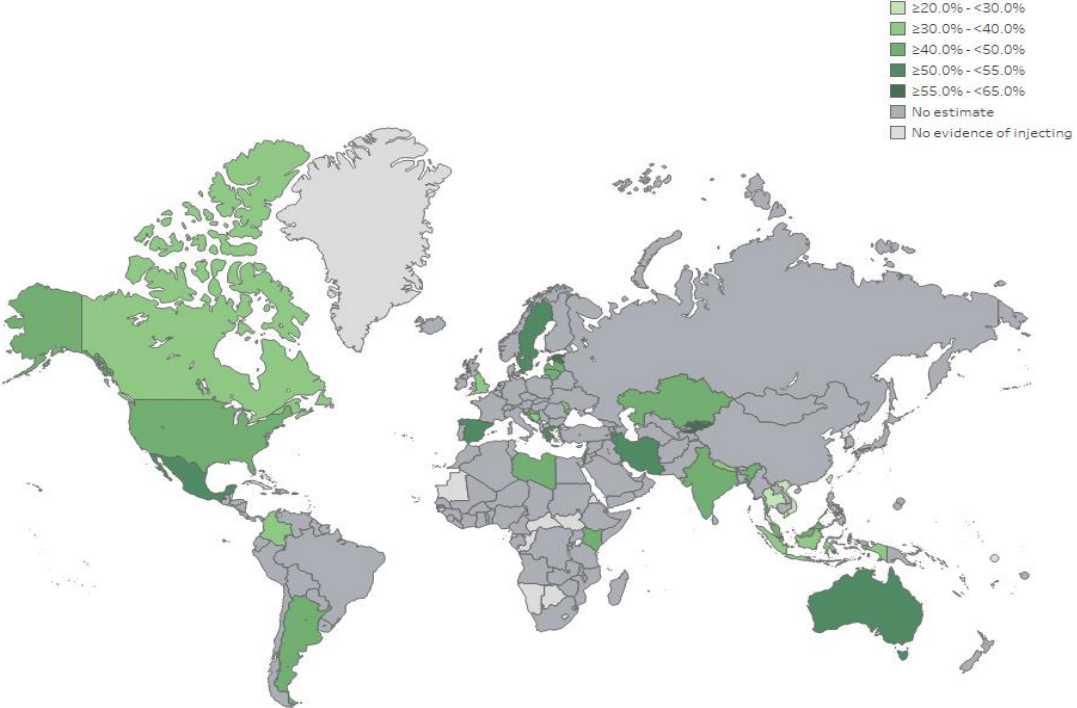 ≥20.0% - <30.0%
≥30.0% - <40.0%
≥40.0% - <50.0%
≥50.0% - <55.0%
≥55.0% - <65.0%
No estimate
No evidence of injecting